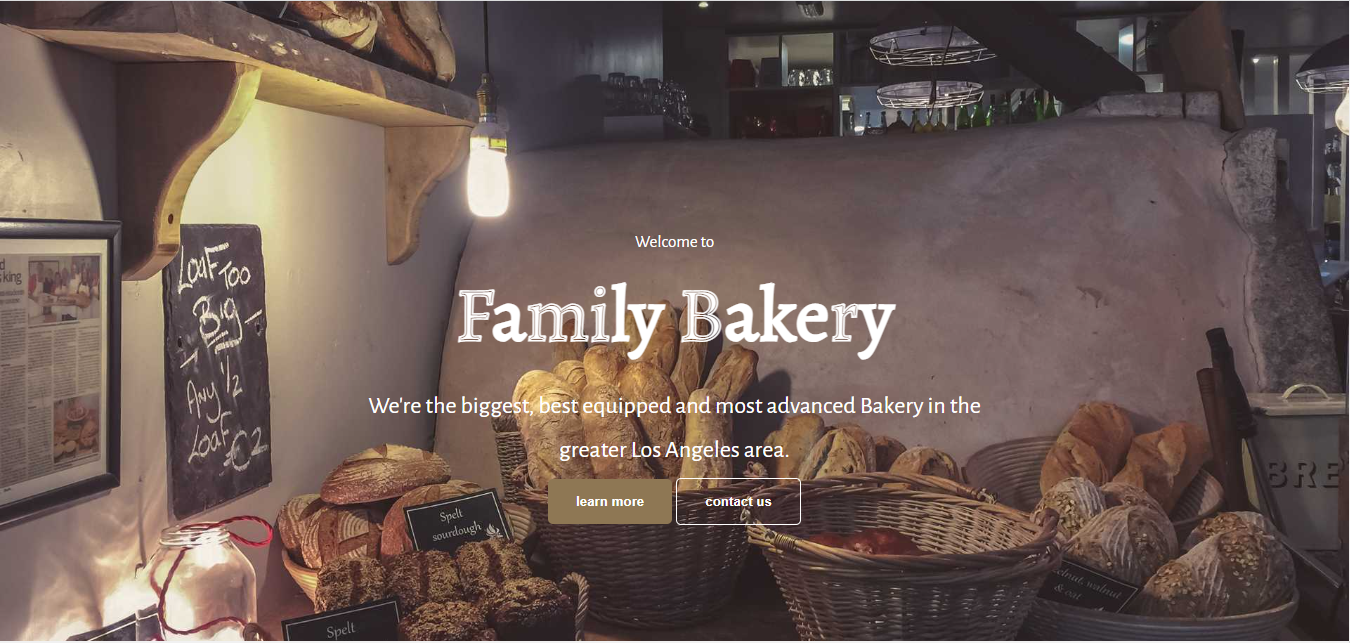 Welcome to
Family Bakery
We're the biggest, best equipped and most advanced Bakery in the
greater Los Angeles area.
learn more
contact us
king
Loaf Too
Big
Any 1/2
Loaf
€2
Spelt
sourdough
Spelt
walnut
& oat
BRE